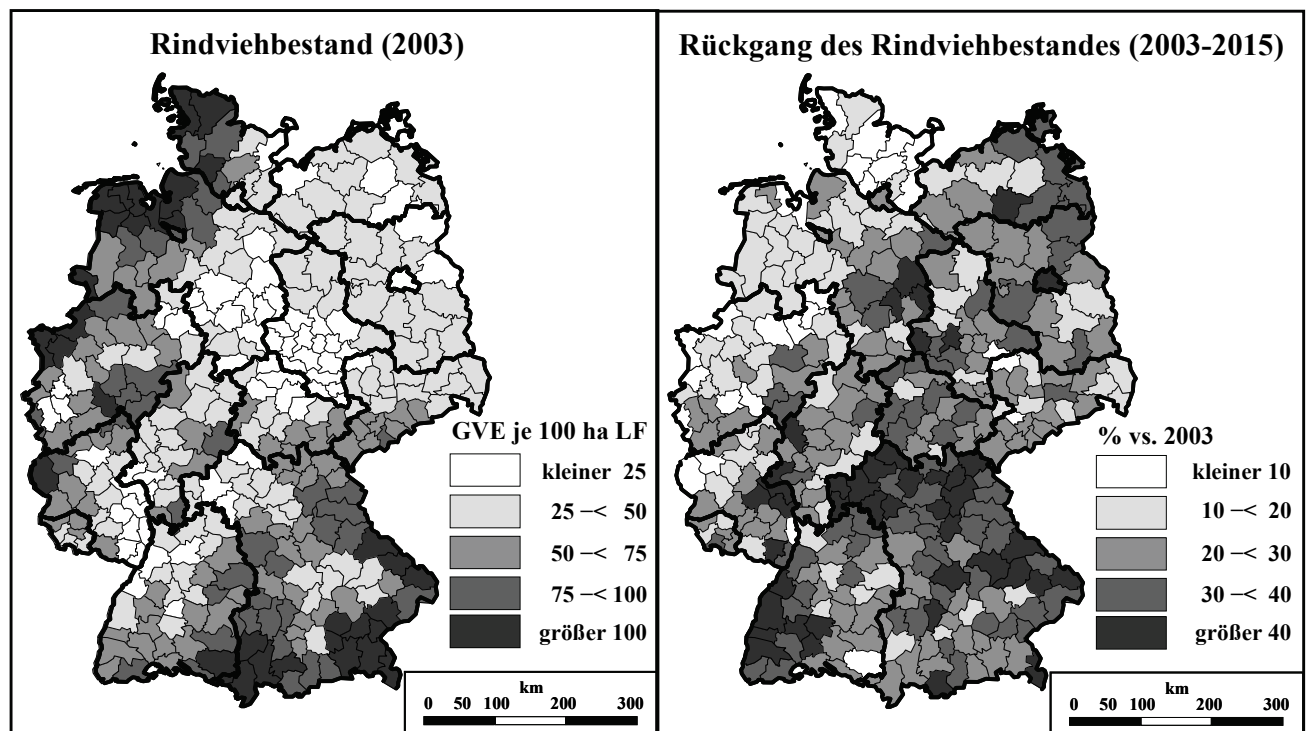 Rindviehbestand (2003)
GVE je 100 ha LF
kleiner 25
25 –< 50
50 –< 75
75 –< 100
größer 100
km
0 50 100 200 300
Rückgang des Rindviehbestandes (2003-2015)
% vs. 2003
kleiner 10
10 –< 20
20 –< 30
30 –< 40
größer 40
km
0 50 100 200 300